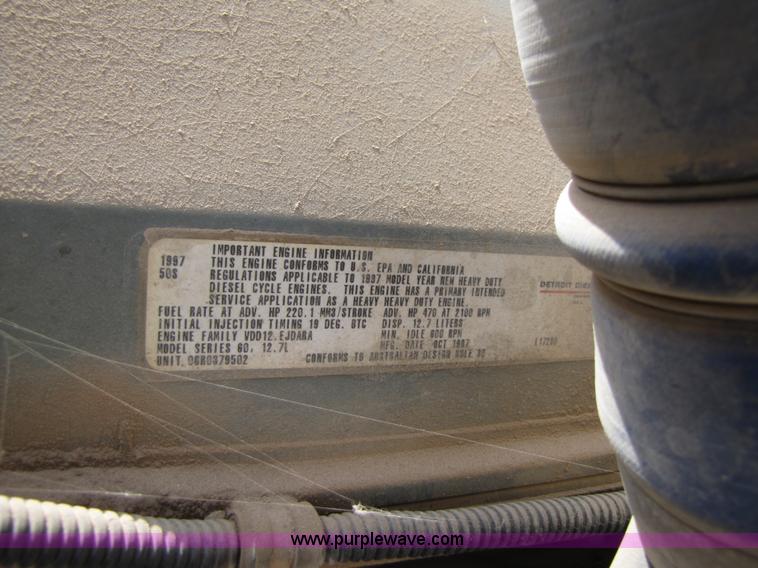 1997
50S
IMPORTANT ENGINE INFORMATION
THIS ENGINE CONFORMS TO U.S. EPA AND CALIFORNIA
REGULATIONS APPLICABLE TO 1997 MODEL YEAR NEW HEAVY DUTY
DIESEL CYCLE ENGINES. THIS ENGINE HAS A PRIMARY INTENDED
SERVICE APPLICATION AS A HEAVY HEAVY DUTY ENGINE.
FUEL RATE AT ADV. HP 220.1 MM3/STROKE ADV. HP 470 AT 2100 RPM
INITIAL INJECTION TIMING 19 DEG. BTC DISP. 12.7 LITERS
ENGINE FAMILY VDD12.EJDARA MIN. IDLE 600 RPM
MODEL SERIES 60, 12.7L MFG. DATE OCT 1997
UNIT. 06R0379502 CONFORMS TO AUSTRALIAN DESIGN RULE 30
DETROIT DIES
www.purplewave.com